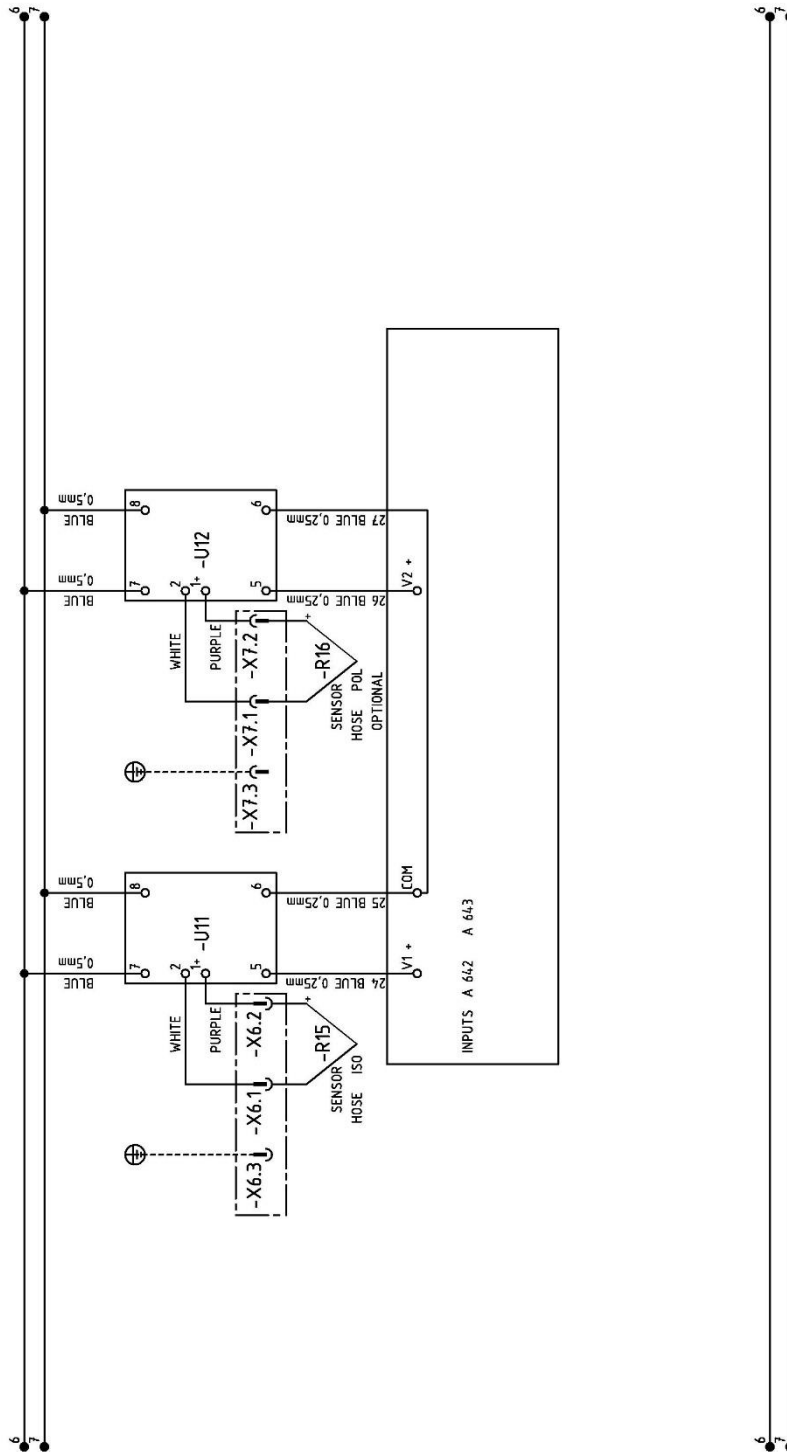 6
7
6
7
BLUE
0,5mm
BLUE
0,5mm
BLUE
0,5mm
BLUE
0,5mm
7
8
2
1+
-U12
5
6
WHITE
PURPLE
-X7.3
-X7.1
-X7.2
+
-R16
SENSOR
HOSE POL
OPTIONAL
26 BLUE 0,25mm
27 BLUE 0,25mm
V2 +
7
8
2
1+
-U11
5
6
WHITE
PURPLE
-X6.3
-X6.1
-X6.2
+
-R15
SENSOR
HOSE ISO
24 BLUE 0,25mm
25 BLUE 0,25mm
V1 +
COM
INPUTS A 642 A 643
6
7
6
7